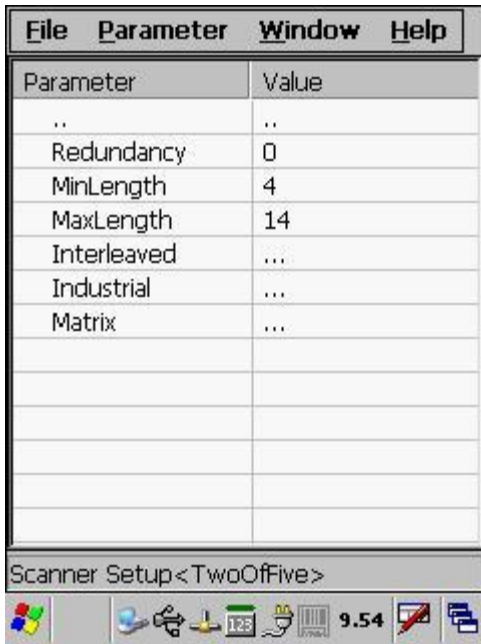 File Parameter Window Help
Parameter Value
.. ..
Redundancy 0
MinLength 4
MaxLength 14
Interleaved ...
Industrial ...
Matrix ...
Scanner Setup<TwoOfFive>
123 9.54